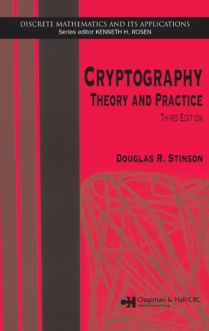 DISCRETE MATHEMATICS AND ITS APPLICATIONS
Series editor KENNETH H. ROSEN
CRYPTOGRAPHY
THEORY AND PRACTICE
THIRD EDITION
DOUGLAS R. STINSON
Chapman & Hall/CRC